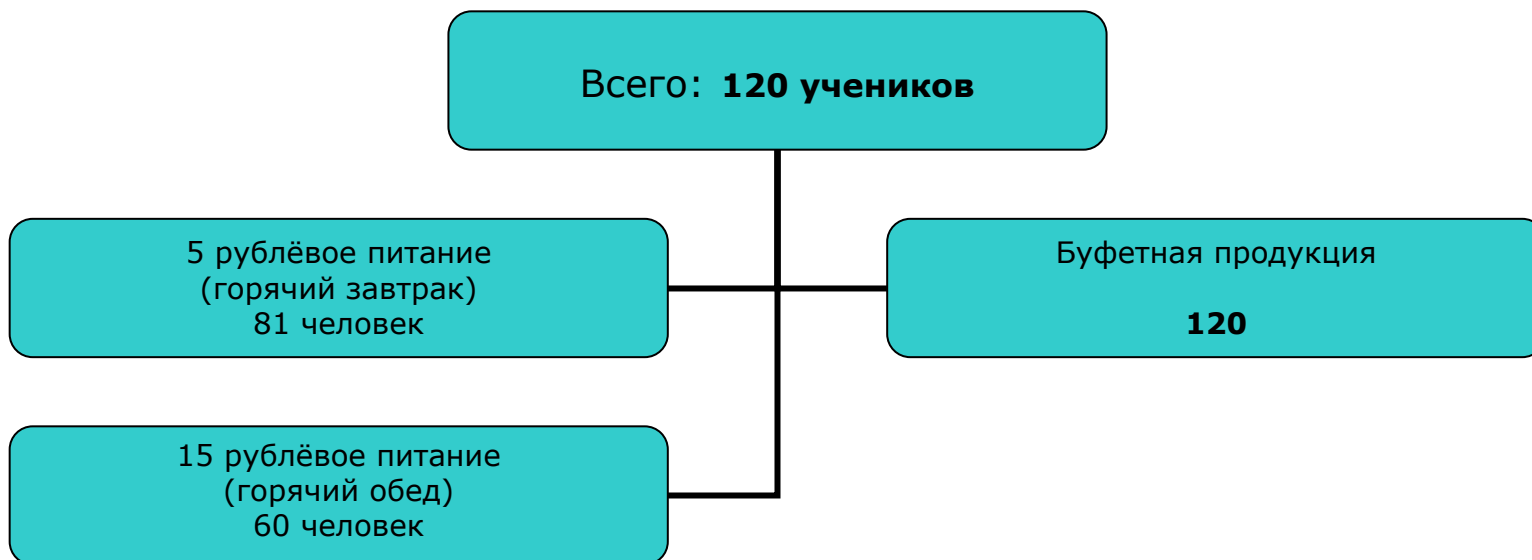 Всего: 120 учеников
5 рублёвое питание
(горячий завтрак)
81 человек
Буфетная продукция
120
15 рублёвое питание
(горячий обед)
60 человек